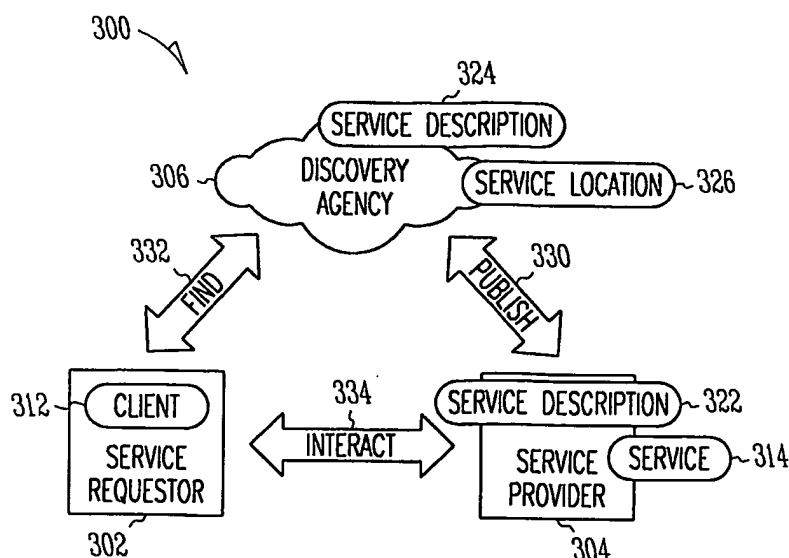 300
324
SERVICE DESCRIPTION
306
DISCOVERY
AGENCY
SERVICE LOCATION
326
332
FIND
330
PUBLISH
312
CLIENT
SERVICE
REQUESTOR
302
334
INTERACT
SERVICE DESCRIPTION
322
SERVICE
PROVIDER
SERVICE
314
304